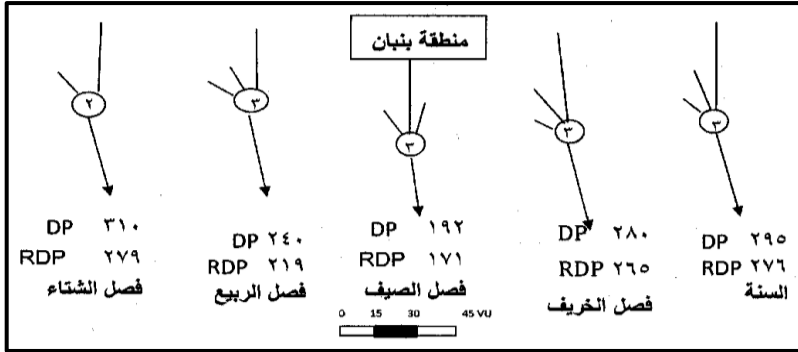 منطقة بنبان
٢
٣
٣
٣
٣
DP ٣١٠
RDP ٢٧٩
فصل الشتاء
DP ٢٤٠
RDP ٢١٩
فصل الربيع
DP ١٩٢
RDP ١٧١
فصل الصيف
DP ٢٨٠
RDP ٢٦٥
فصل الخريف
DP ٢٩٥
RDP ٢٧٦
السنة
0 15 30 45 VU